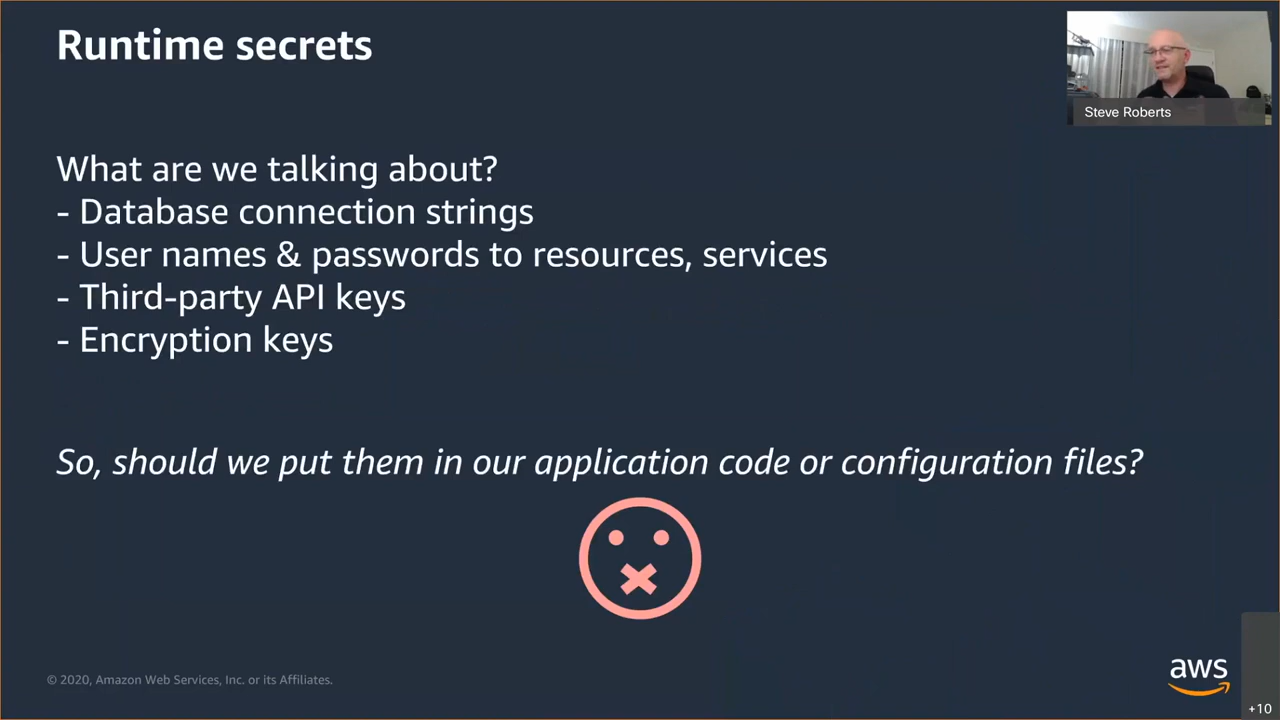 Runtime secrets
Steve Roberts
What are we talking about?
- Database connection strings
- User names & passwords to resources, services
- Third-party API keys
- Encryption keys
So, should we put them in our application code or configuration files?
© 2020, Amazon Web Services, Inc. or its Affiliates.
aws
+10